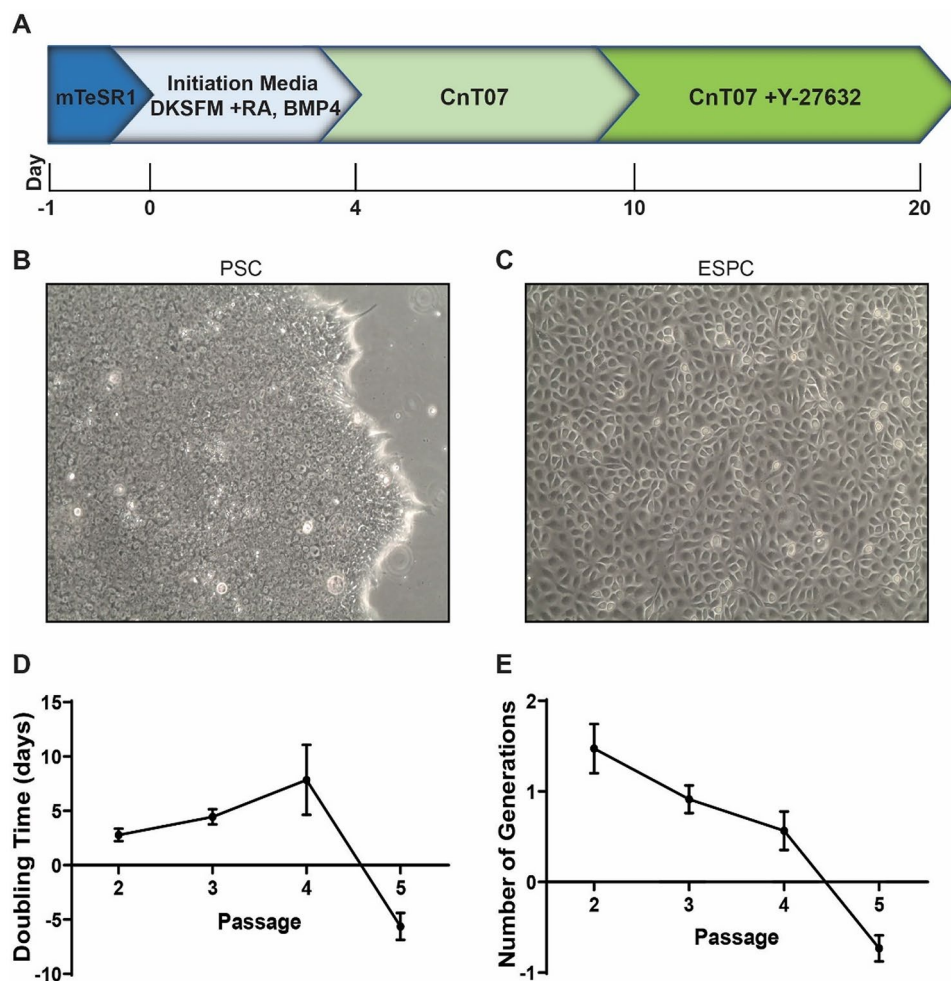 A
mTeSR1
Initiation Media
DKSFM +RA, BMP4
CnT07
CnT07 +Y-27632
Day
-1
0
4
10
20
B
PSC
C
ESPC
D
Doubling Time (days)
15
10
5
0
-5
-10
2
3
4
5
Passage
E
Number of Generations
2
1
0
-1
2
3
4
5
Passage